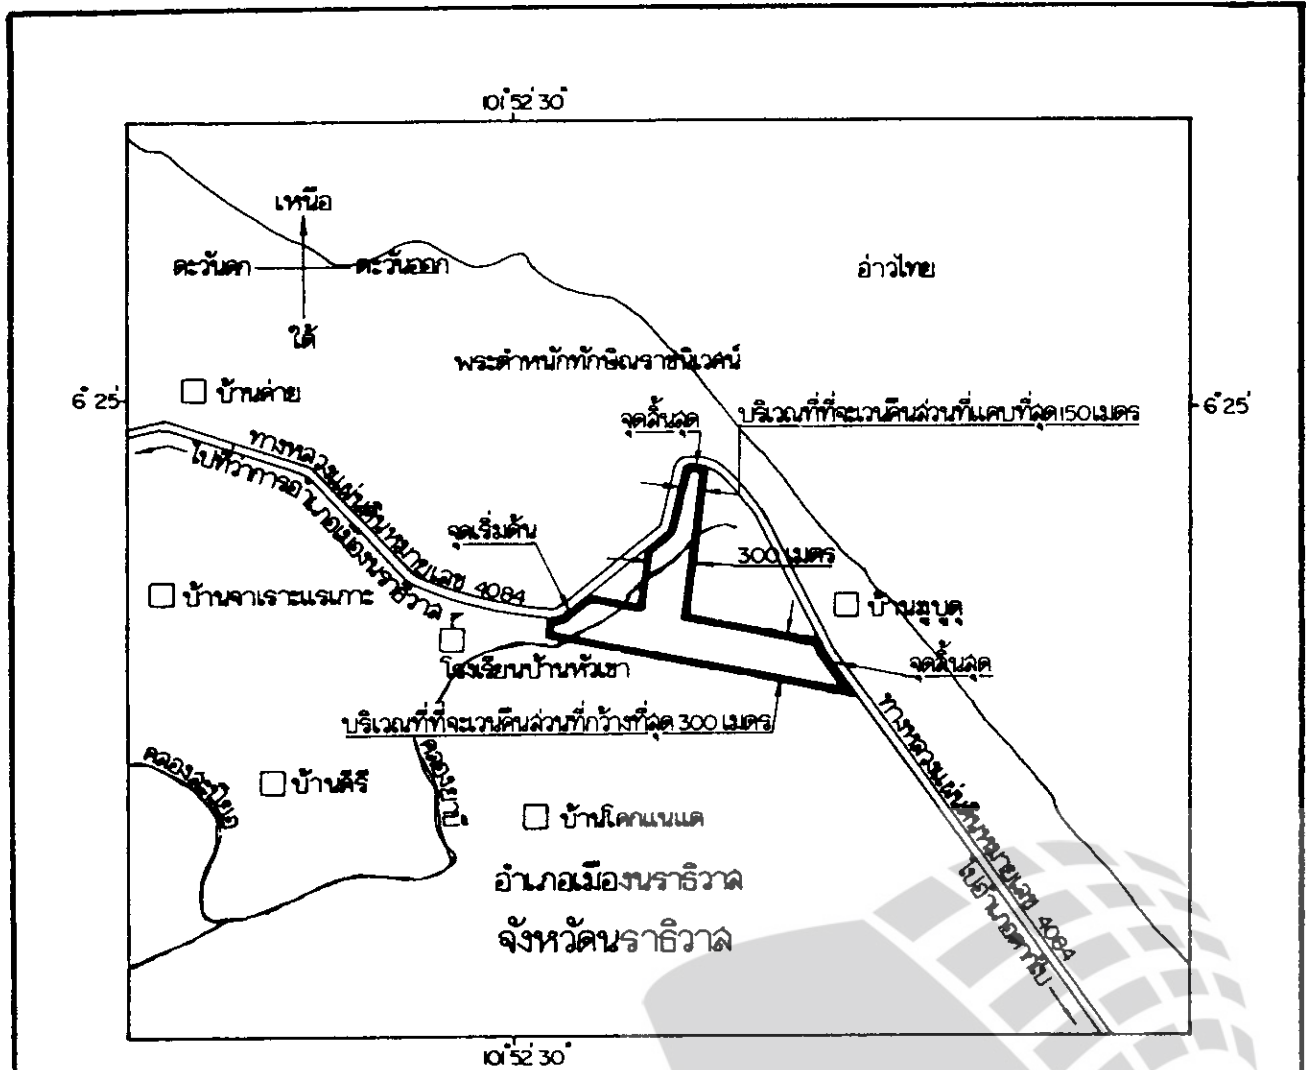 101° 52' 30"
เหนือ
ตะวันตก
ตะวันออก
ใต้
อ่าวไทย
พระตำหนักทักษิณราชนิเวศน์
6° 25'
บ้านค่าย
6° 25'
จุดสิ้นสุด
บริเวณที่ที่จะเวนคืนส่วนที่แคบที่สุด 150 เมตร
ทางหลวงแผ่นดินหมายเลข 4084
ไปที่ว่าการอำเภอเมืองนราธิวาส
จุดเริ่มต้น
300 เมตร
บ้านจาเราะแรเกาะ
บ้านบูบุดุ
โรงเรียนบ้านหัวเขา
จุดสิ้นสุด
บริเวณที่ที่จะเวนคืนส่วนที่กว้างที่สุด 300 เมตร
ทางหลวงแผ่นดินหมายเลข 4084
ไปอำเภอตากใบ
บ้านคีรี
คลองยากี
บ้านโคกแนแต
อำเภอเมืองนราธิวาส
จังหวัดนราธิวาส
101° 52' 30"